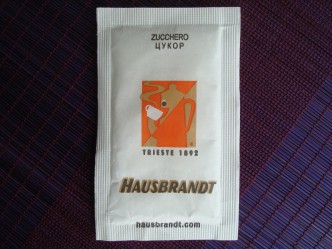 ZUCCHERO
ЦУКОР
TRIESTE 1892
HAUSBRANDT
hausbrandt.com